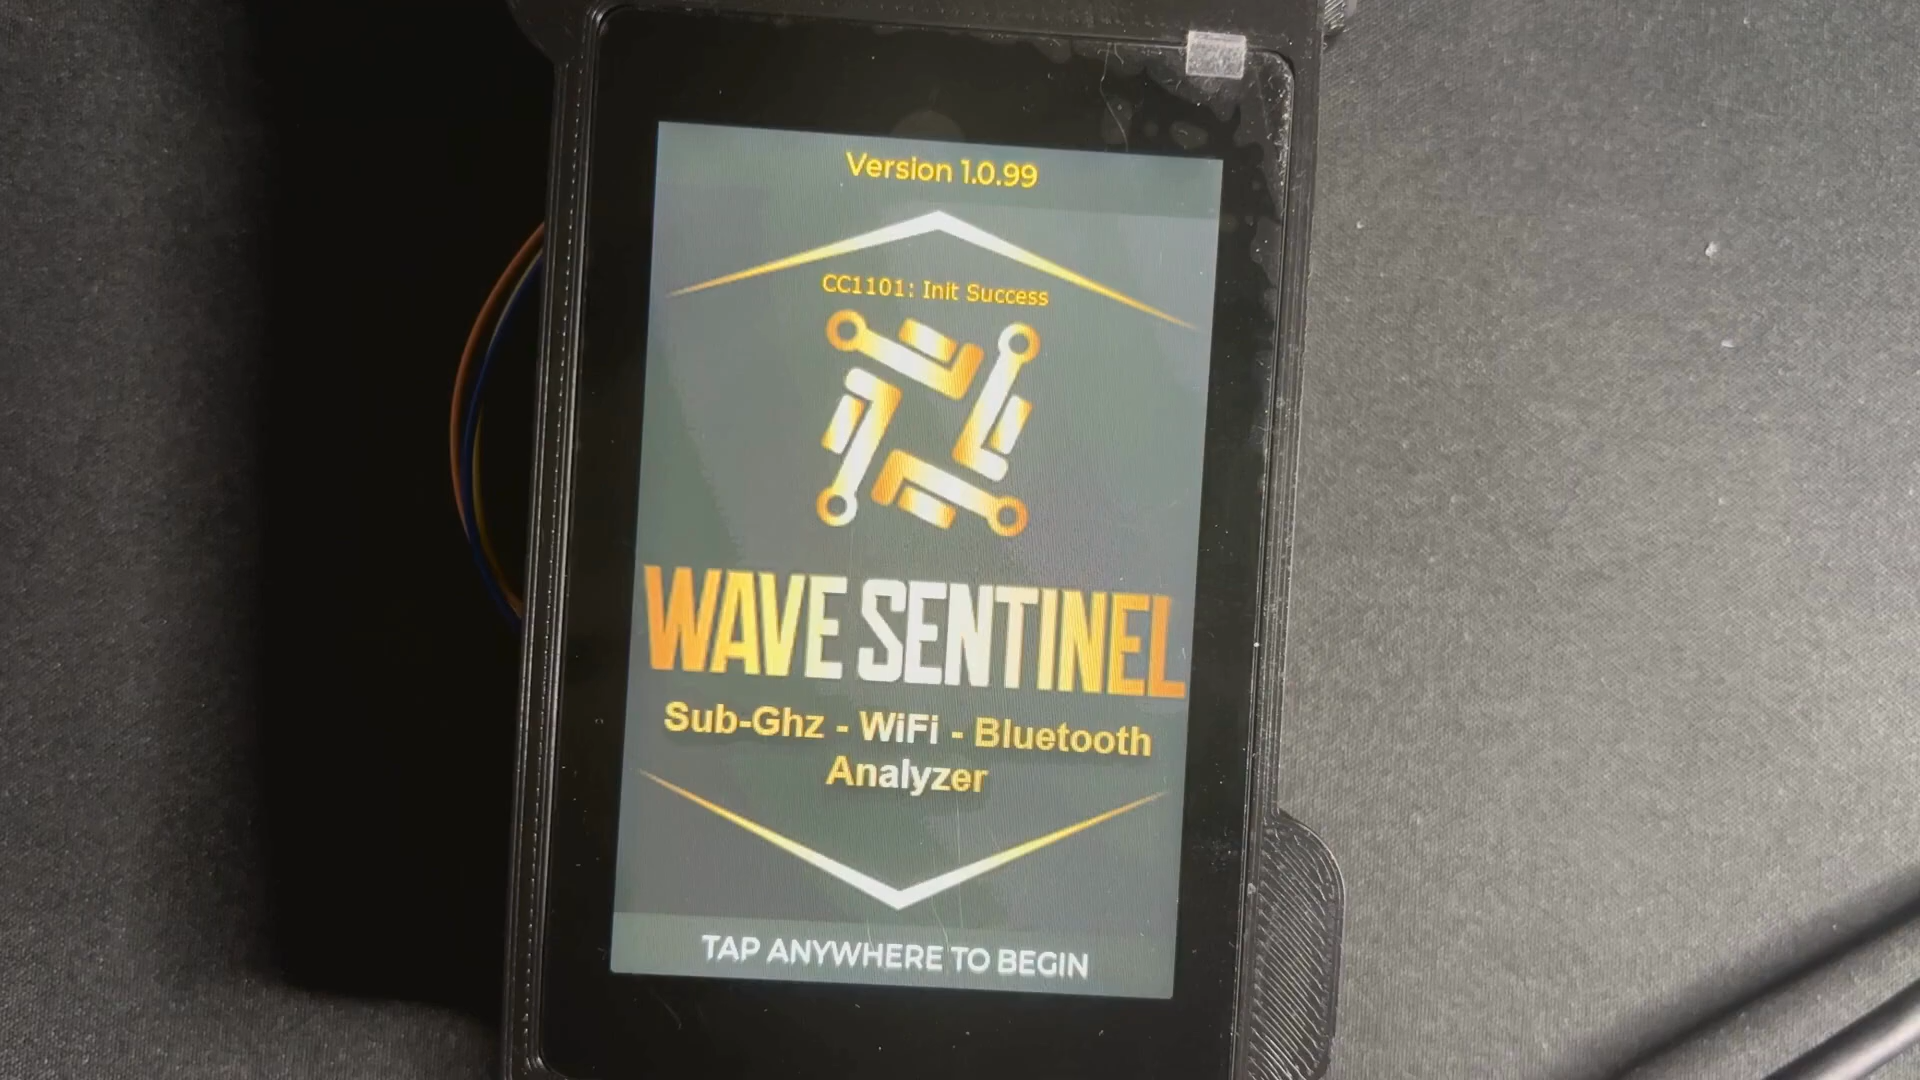 Version 1.0.99
CC1101: Init Success
WAVE SENTINEL
Sub-Ghz - WiFi - Bluetooth
Analyzer
TAP ANYWHERE TO BEGIN